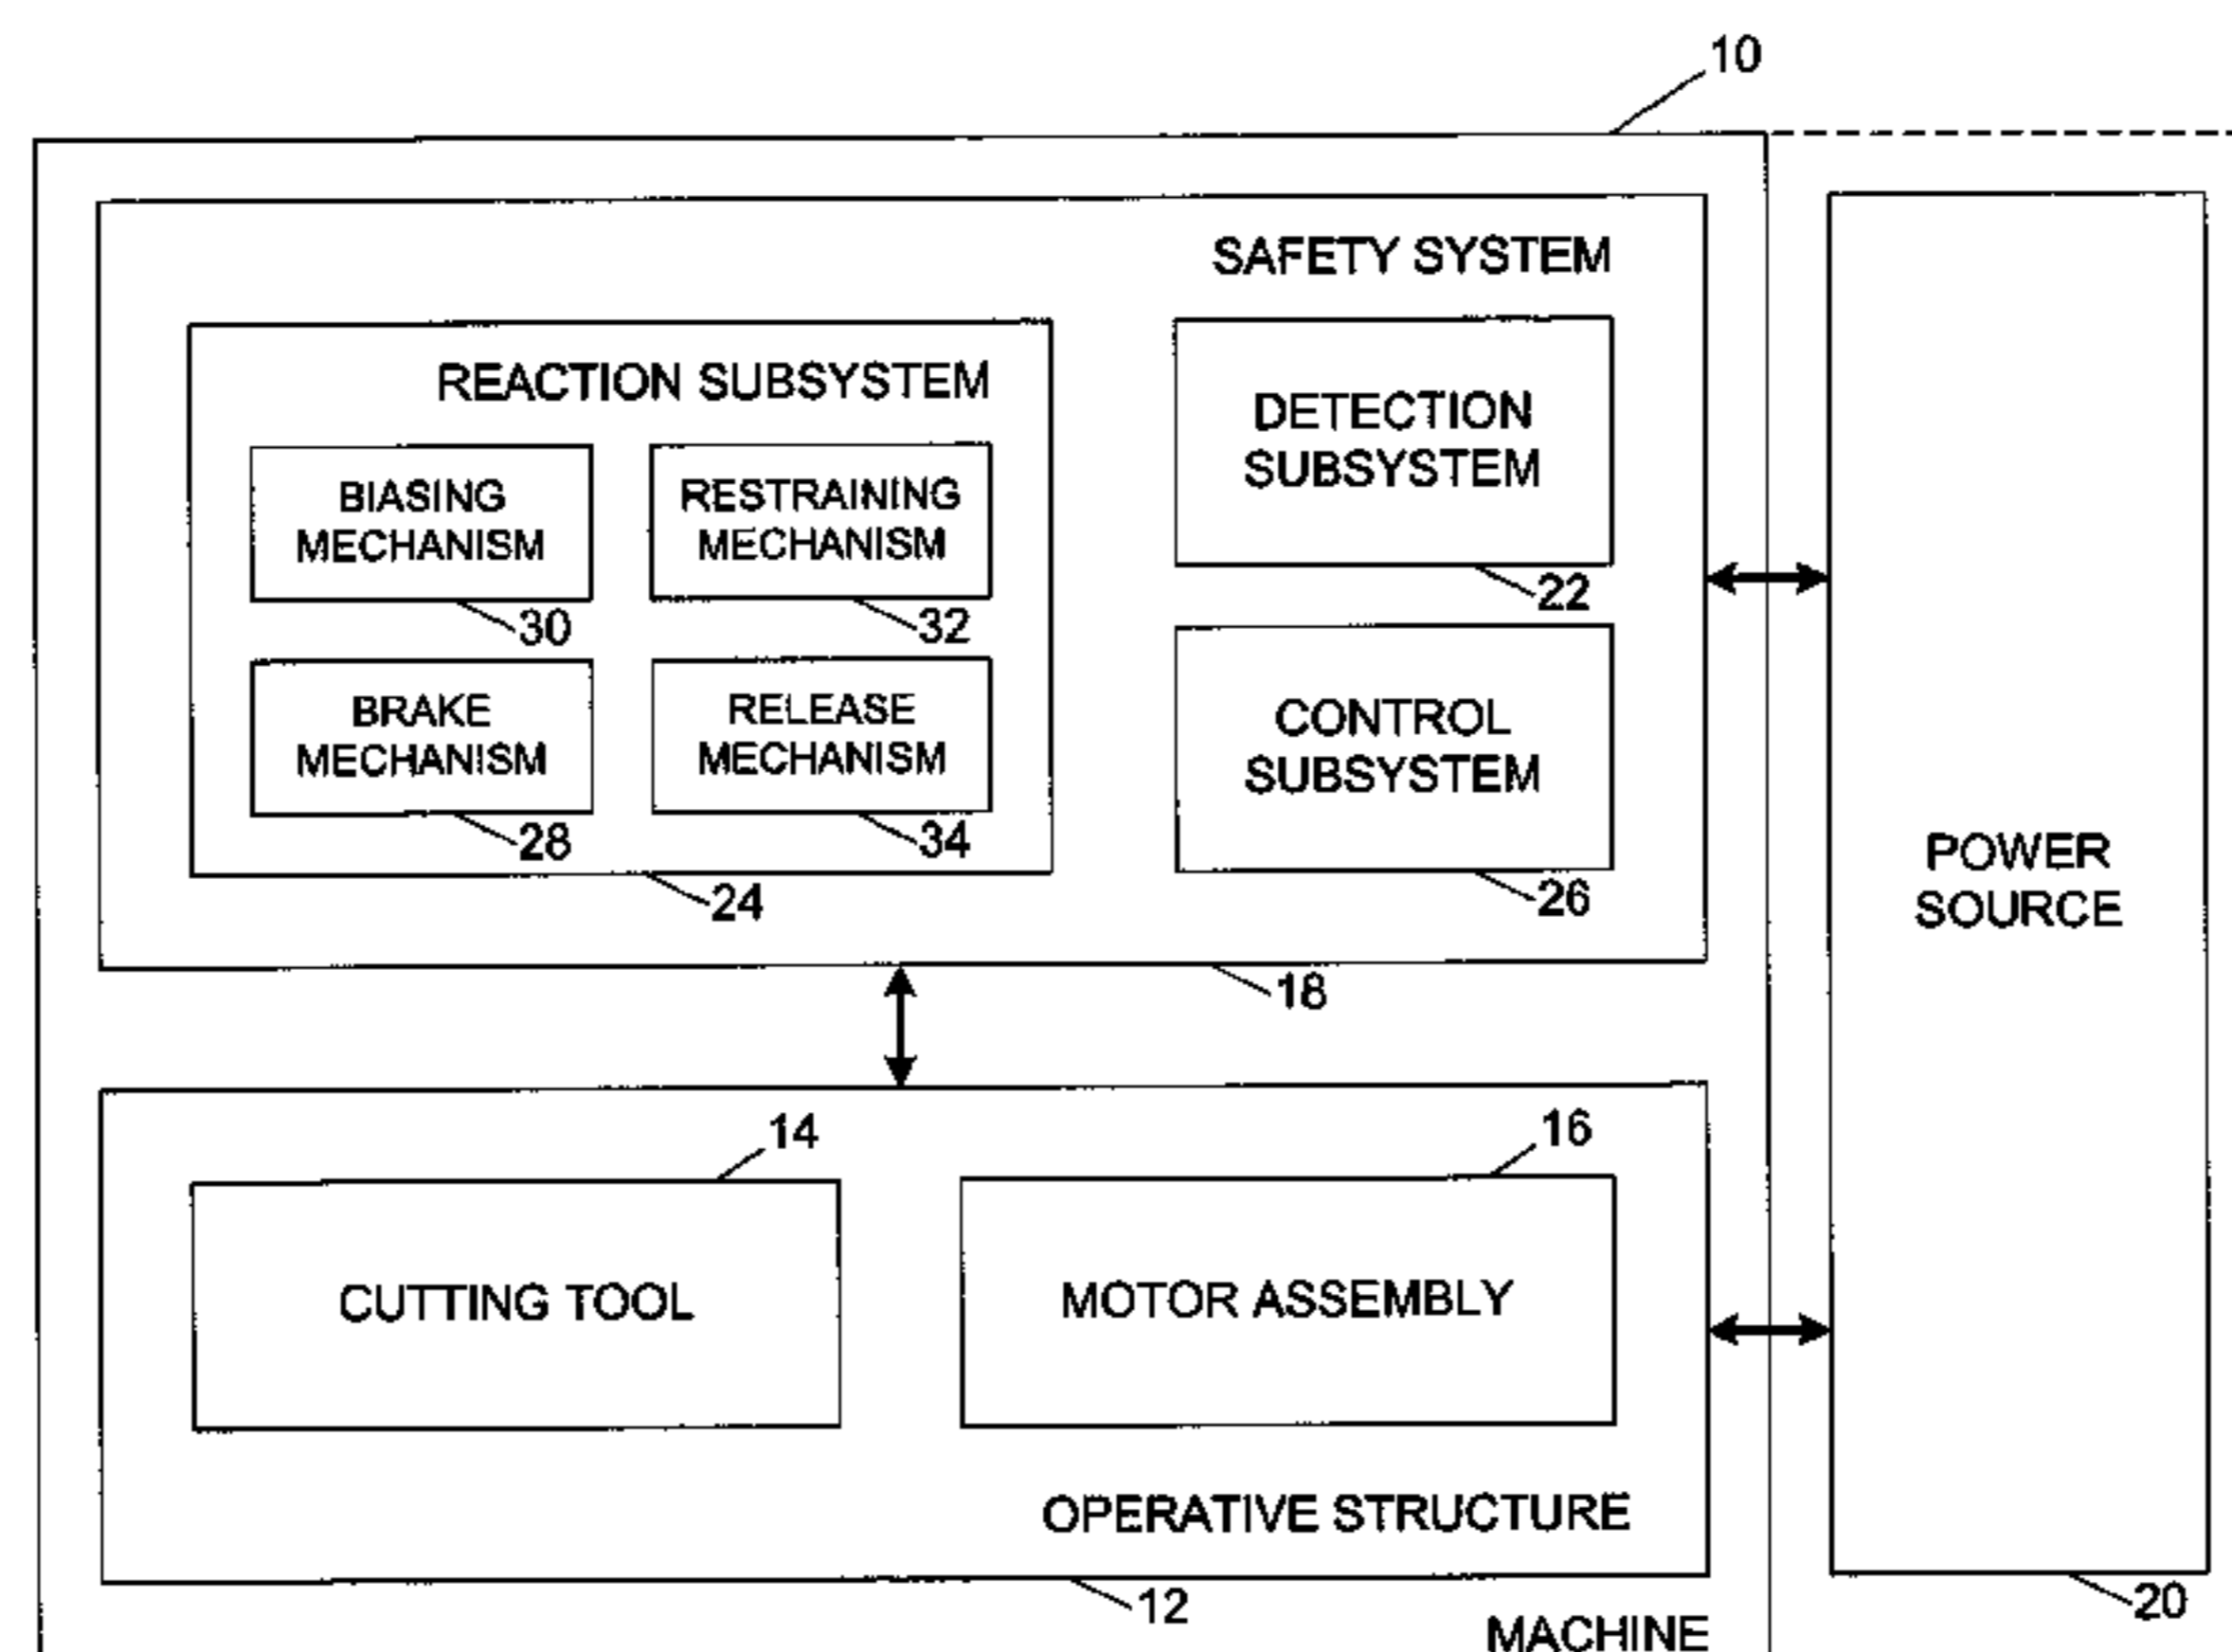 10
SAFETY SYSTEM
REACTION SUBSYSTEM
DETECTION
SUBSYSTEM
22
BIASING
MECHANISM
30
RESTRAINING
MECHANISM
32
BRAKE
MECHANISM
28
RELEASE
MECHANISM
34
24
CONTROL
SUBSYSTEM
26
18
POWER
SOURCE
20
14
CUTTING TOOL
16
MOTOR ASSEMBLY
OPERATIVE STRUCTURE
12
MACHINE